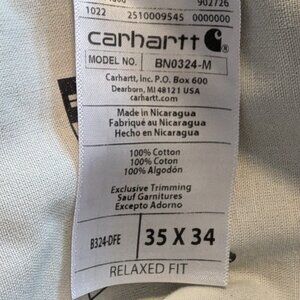 902726
1022 2510009545 0000000
carhartt
MODEL NO. BN0324-M
Carhartt, Inc. P.O. Box 600
Dearborn, MI 48121 USA
carhartt.com
Made in Nicaragua
Fabriqué au Nicaragua
Hecho en Nicaragua
100% Cotton
100% Coton
100% Algodón
Exclusive Trimming
Sauf Garnitures
Excepto Adorno
B324-DFE 35 X 34
RELAXED FIT